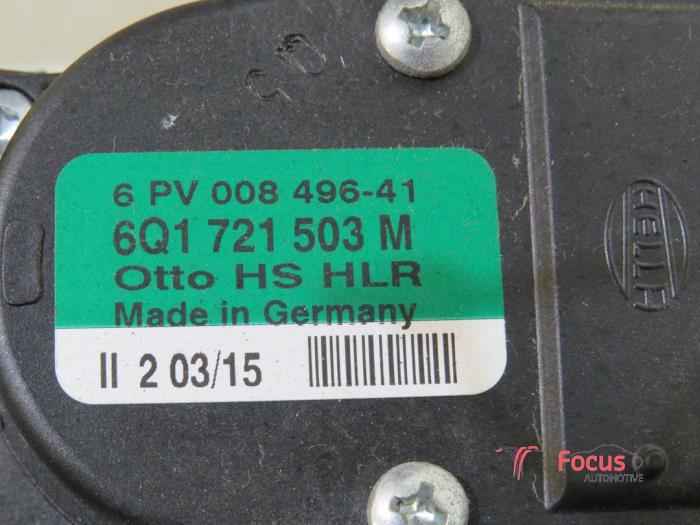 50
6 PV 008 496-41
6Q1 721 503 M
Otto HS HLR
Made in Germany
II 2 03/15
HELLA
Focus
AUTOMOTIVE